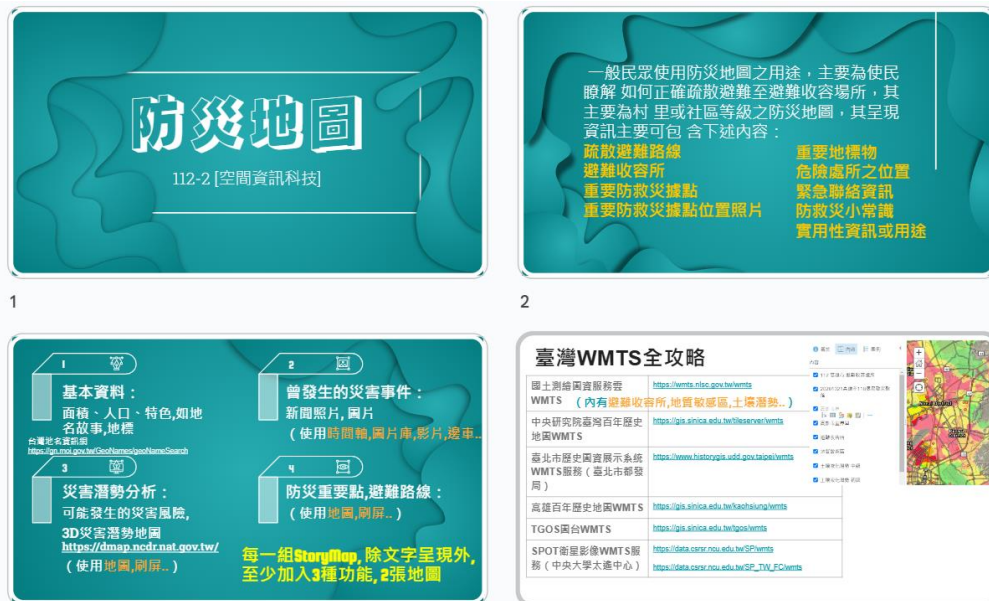 防災地圖
112-2 [空間資訊科技]
1
一般民眾使用防災地圖之用途，主要為使民
瞭解 如何正確疏散避難至避難收容場所，其
主要為村 里或社區等級之防災地圖，其呈現
資訊主要可包 含下述內容：
疏散避難路線
避難收容所
重要防救災據點
重要防救災據點位置照片
重要地標物
危險處所之位置
緊急聯絡資訊
防救災小常識
實用性資訊或用途
2
1
基本資料：
面積、人口、特色,如地
名故事,地標
台灣地名資訊網
https://gn.moi.gov.tw/GeoNames/geoNameSearch
2
曾發生的災害事件：
新聞照片, 圖片
（使用時間軸,圖片庫,影片,邊車..
3
災害潛勢分析：
可能發生的災害風險,
3D災害潛勢地圖
https://dmap.ncdr.nat.gov.tw/
（使用地圖,刷屏..）
4
防災重要點,避難路線：
（使用地圖,刷屏..）
每一組StoryMap, 除文字呈現外,
至少加入3種功能, 2張地圖
臺灣WMTS全攻略
國土測繪圖資服務雲
WMTS （內有避難收容所,地質敏感區,土壤潛勢..）
https://wmts.nlsc.gov.tw/wmts
中央研究院臺灣百年歷史
地圖WMTS
https://gis.sinica.edu.tw/tileserver/wmts
臺北市歷史圖資展示系統
WMTS服務（臺北市都發
局）
https://www.historygis.udd.gov.taipei/wmts
高雄百年歷史地圖WMTS
https://gis.sinica.edu.tw/kaohsiung/wmts
TGOS圖台WMTS
https://gis.sinica.edu.tw/tgos/wmts
SPOT衛星影像WMTS服
務（中央大學太遙中心）
https://data.csrsr.ncu.edu.tw/SP/wmts
https://data.csrsr.ncu.edu.tw/SP_TW_FC/wmts